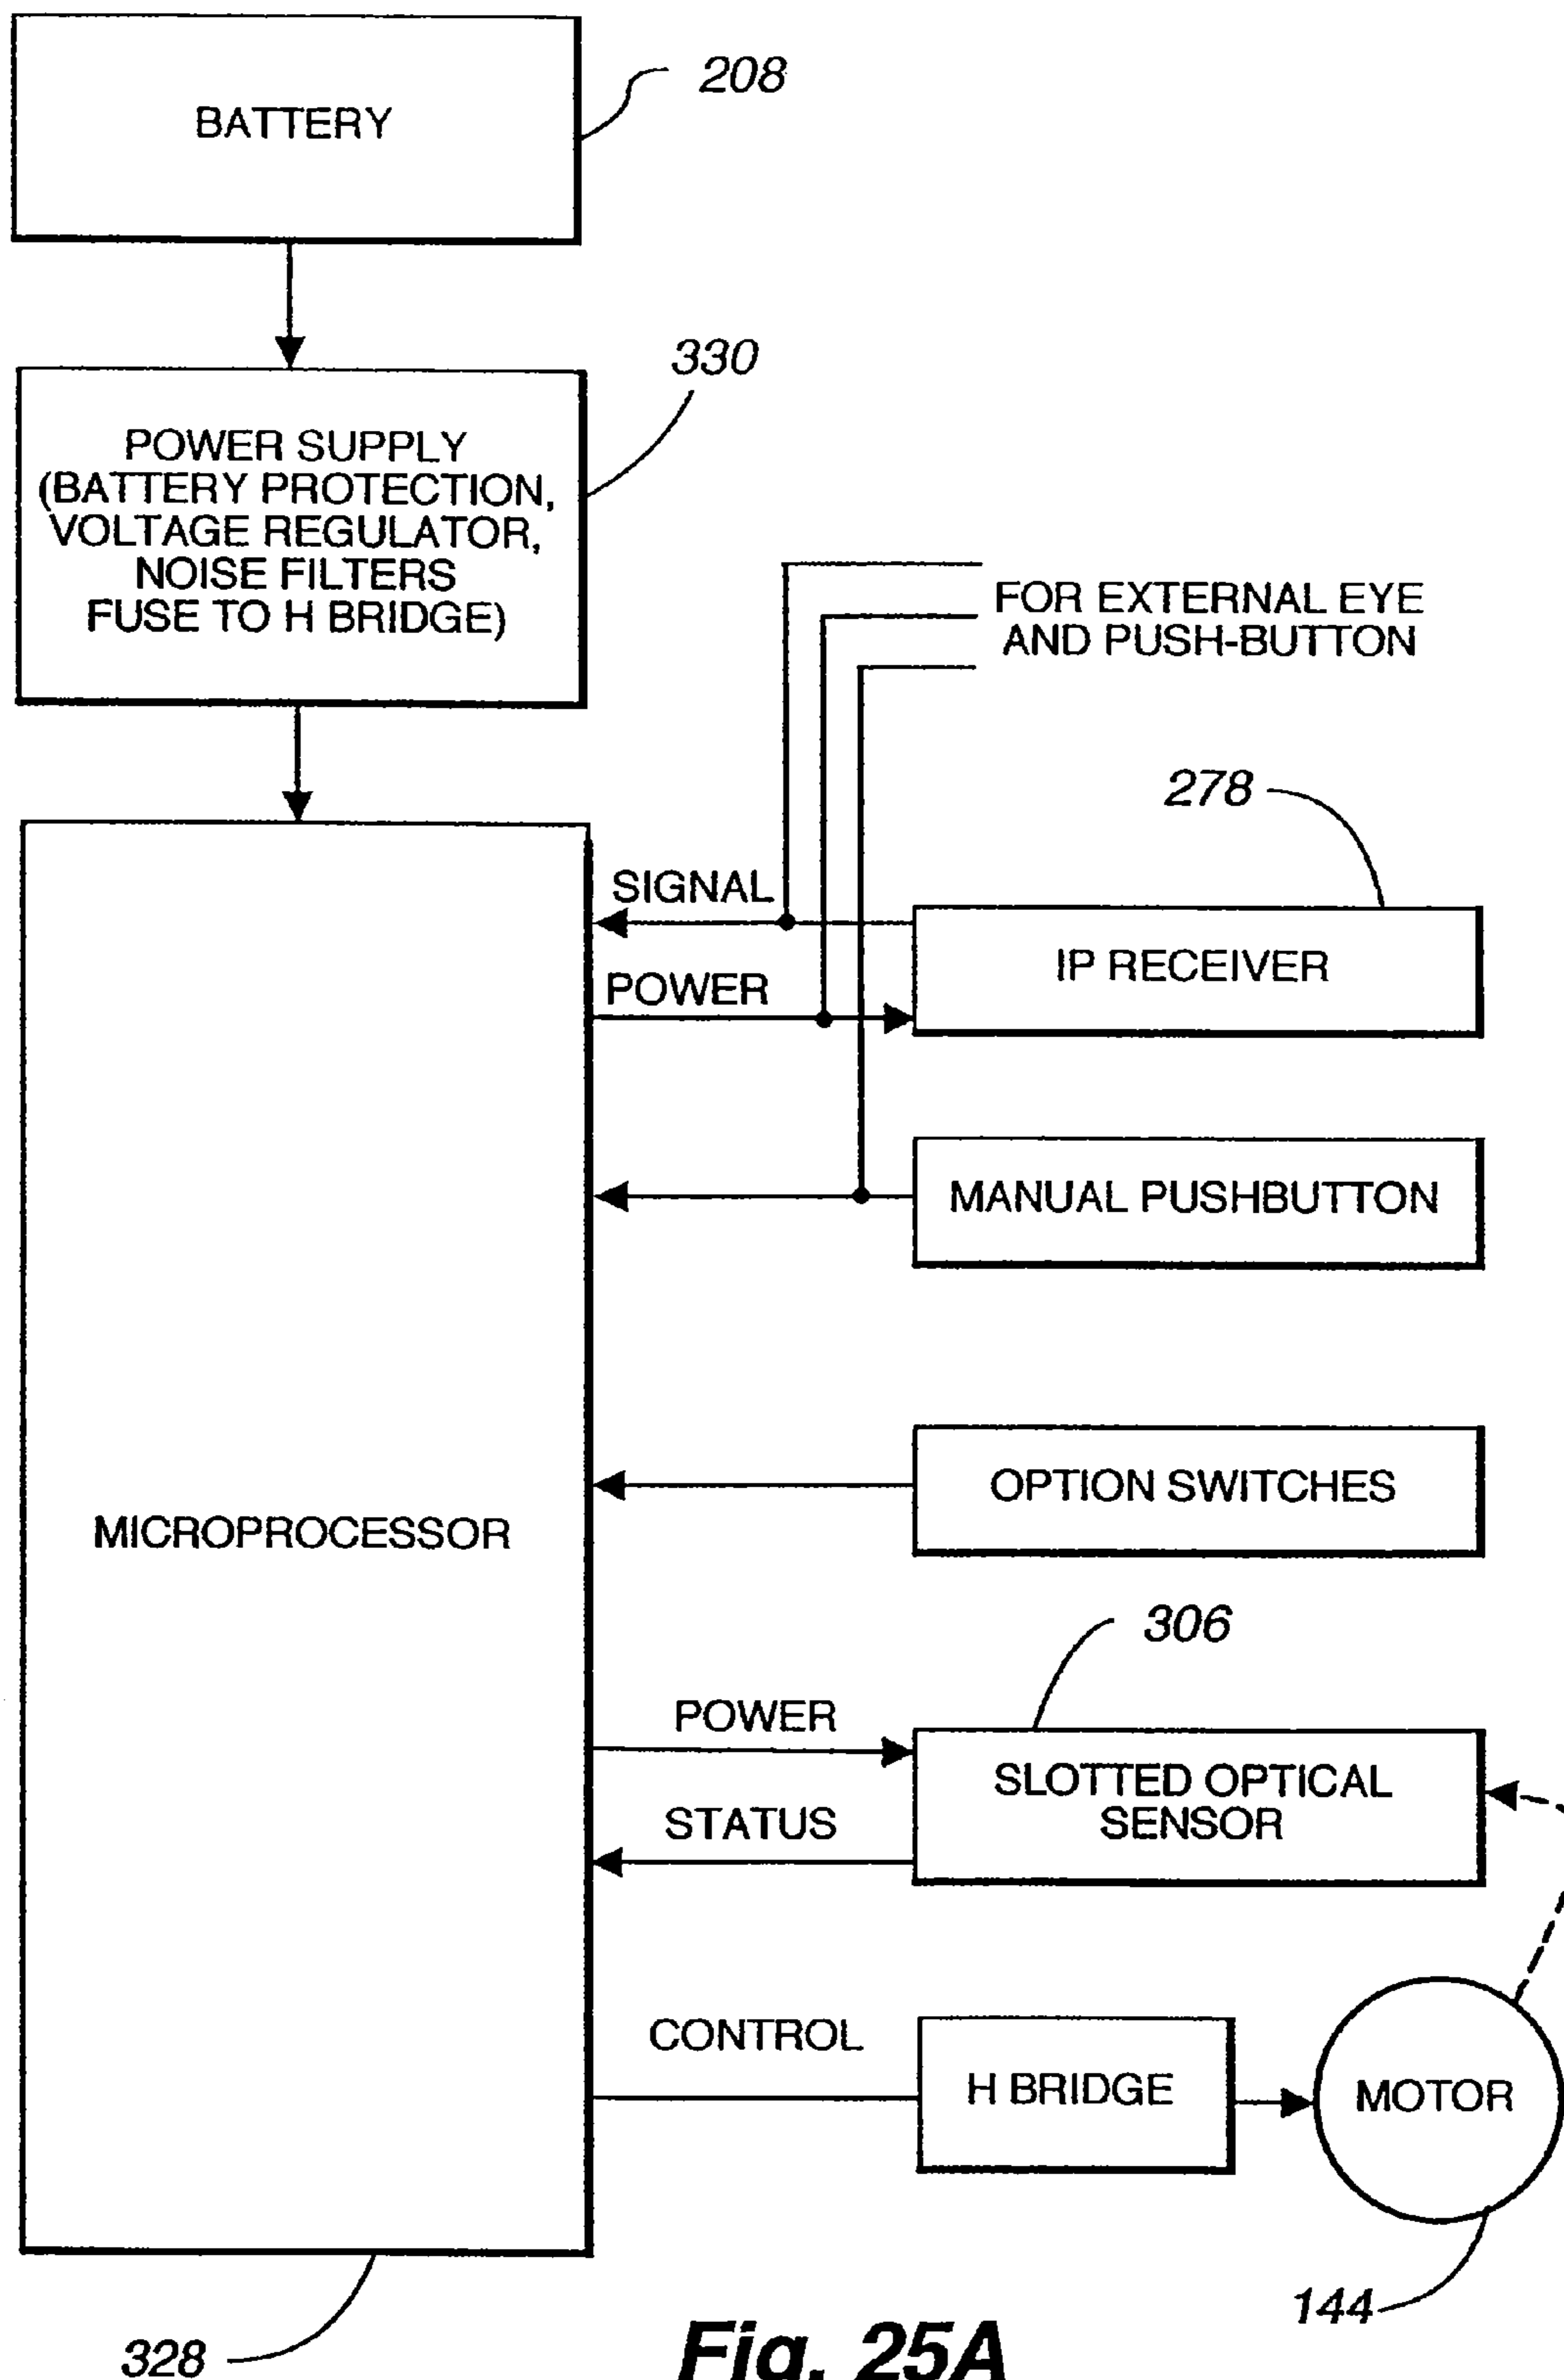 BATTERY
208
330
POWER SUPPLY
(BATTERY PROTECTION,
VOLTAGE REGULATOR,
NOISE FILTERS
FUSE TO H BRIDGE)
FOR EXTERNAL EYE
AND PUSH-BUTTON
278
SIGNAL
IP RECEIVER
POWER
MANUAL PUSHBUTTON
OPTION SWITCHES
MICROPROCESSOR
306
POWER
SLOTTED OPTICAL
SENSOR
STATUS
CONTROL
H BRIDGE
MOTOR
144
328
Fig. 25A